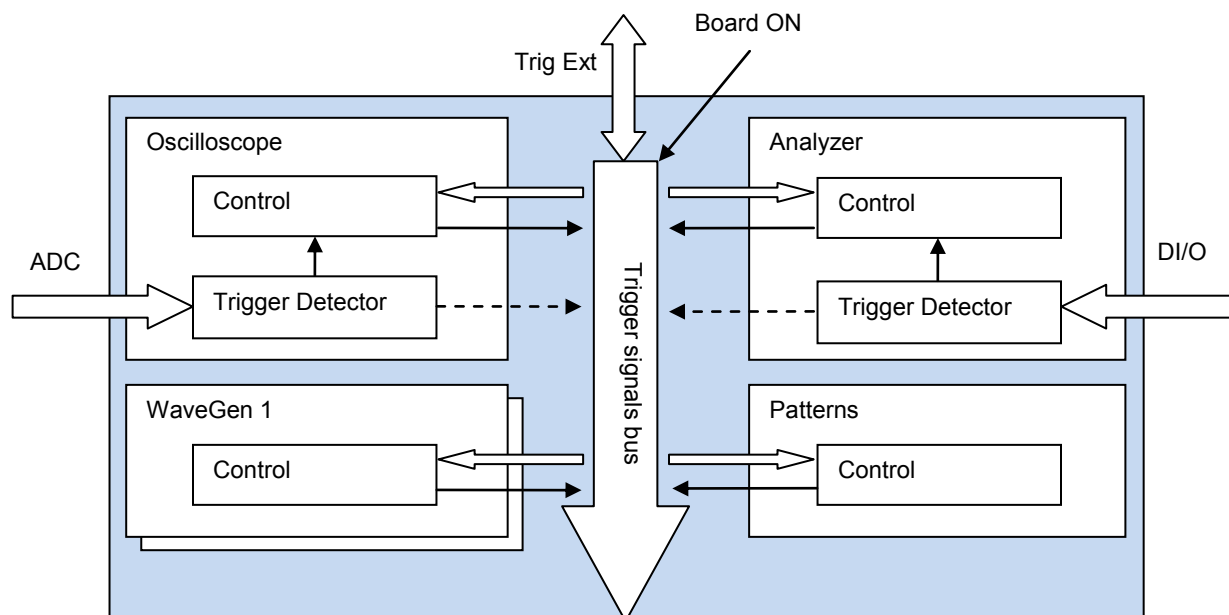 Board ON
Trig Ext
Oscilloscope
Control
Trigger Detector
ADC
Analyzer
Control
Trigger Detector
DI/O
Trigger signals bus
WaveGen 1
Control
Patterns
Control